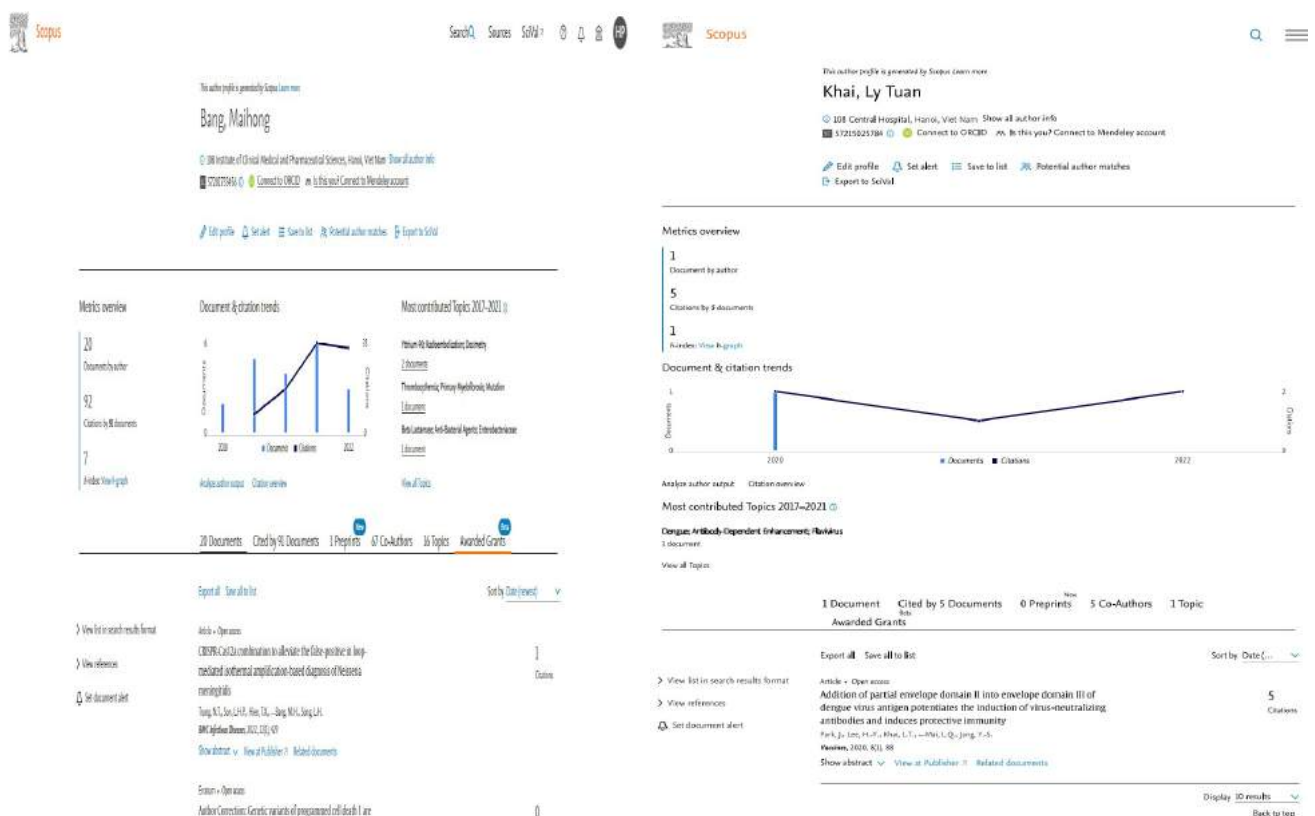 Scopus
Search Sources SciVal HP
This author profile is generated by Scopus Learn more
Bang, Maihong
108 Institute of Clinical Medical and Pharmaceutical Sciences, Hanoi, Viet Nam Show all author info
Connect to ORCID Is this you? Connect to Mendeley account
Edit profile Set alert Save to list Potential author matches Export to SciVal
Metrics overview
20
Documents by author
92
Citations by documents
7
h-index: View h-graph
Document & citation trends
Documents
Citations
6
0
0
2018 Document Citations 2022
Analyze author output Citation overview
Most contributed Topics 2017–2021
Yttrium-90; Radioembolization; Dosimetry
2 documents
Thrombocythemia; Primary Myelofibrosis; Mutation
1 document
Beta-Lactamase; Anti-Bacterial Agents; Enterobacteriaceae
1 document
View all Topics
New
Beta
20 Documents Cited by 91 Documents 1 Preprints 67 Co-Authors 16 Topics Awarded Grants
Export all Save all to list
Sort by Date (newest)
View list in search results format
View references
Set document alert
Article • Open access
CRISPR-Cas12a combination to alleviate the false-positive in loop-
mediated isothermal amplification-based diagnosis of Neisseria
meningitidis
1
Citations
BMC Infectious Diseases, 2022, 22(1), 429
Show abstract View at Publisher Related documents
Erratum • Open access
Author Correction: Genetic variants of programmed cell death 1 are
0
Scopus
This author profile is generated by Scopus Learn more
Khai, Ly Tuan
108 Central Hospital, Hanoi, Viet Nam Show all author info
57215025784 Connect to ORCID Is this you? Connect to Mendeley account
Edit profile Set alert Save to list Potential author matches
Export to SciVal
Metrics overview
1
Document by author
5
Citations by 5 documents
1
h-index: View h-graph
Document & citation trends
1
Documents
0
2
Citations
0
2020 Documents Citations 2022
Analyze author output Citation overview
Most contributed Topics 2017–2021
Dengue; Antibody-Dependent Enhancement; Flavivirus
1 document
View all Topics
1 Document Cited by 5 Documents 0 Preprints New 5 Co-Authors 1 Topic
Beta
Awarded Grants
Export all Save all to list
Sort by Date (...
View list in search results format
View references
Set document alert
Article • Open access
Addition of partial envelope domain II into envelope domain III of
dengue virus antigen potentiates the induction of virus-neutralizing
antibodies and induces protective immunity
5
Citations
Park, J., Lee, H.-Y., Khai, L.T., ...Mai, L.Q., Jang, Y.-S.
Vaccines, 2020, 8(1), 88
Show abstract View at Publisher Related documents
Display 10 results
Back to top